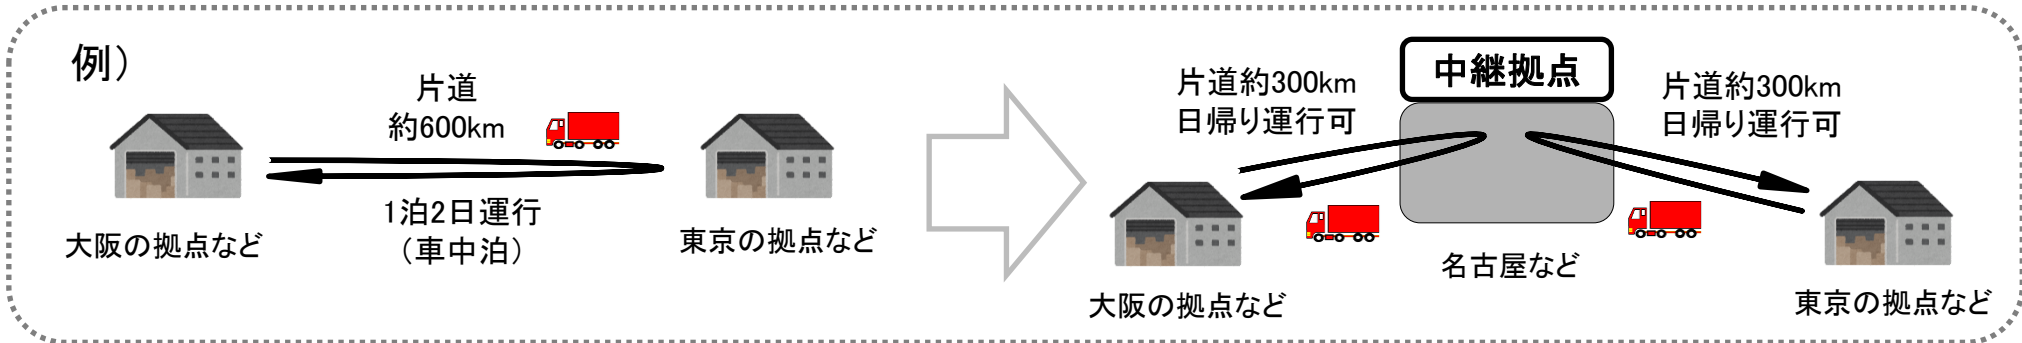 例）
片道
約600km
1泊2日運行
（車中泊）
大阪の拠点など
東京の拠点など
中継拠点
片道約300km
日帰り運行可
片道約300km
日帰り運行可
名古屋など
大阪の拠点など
東京の拠点など